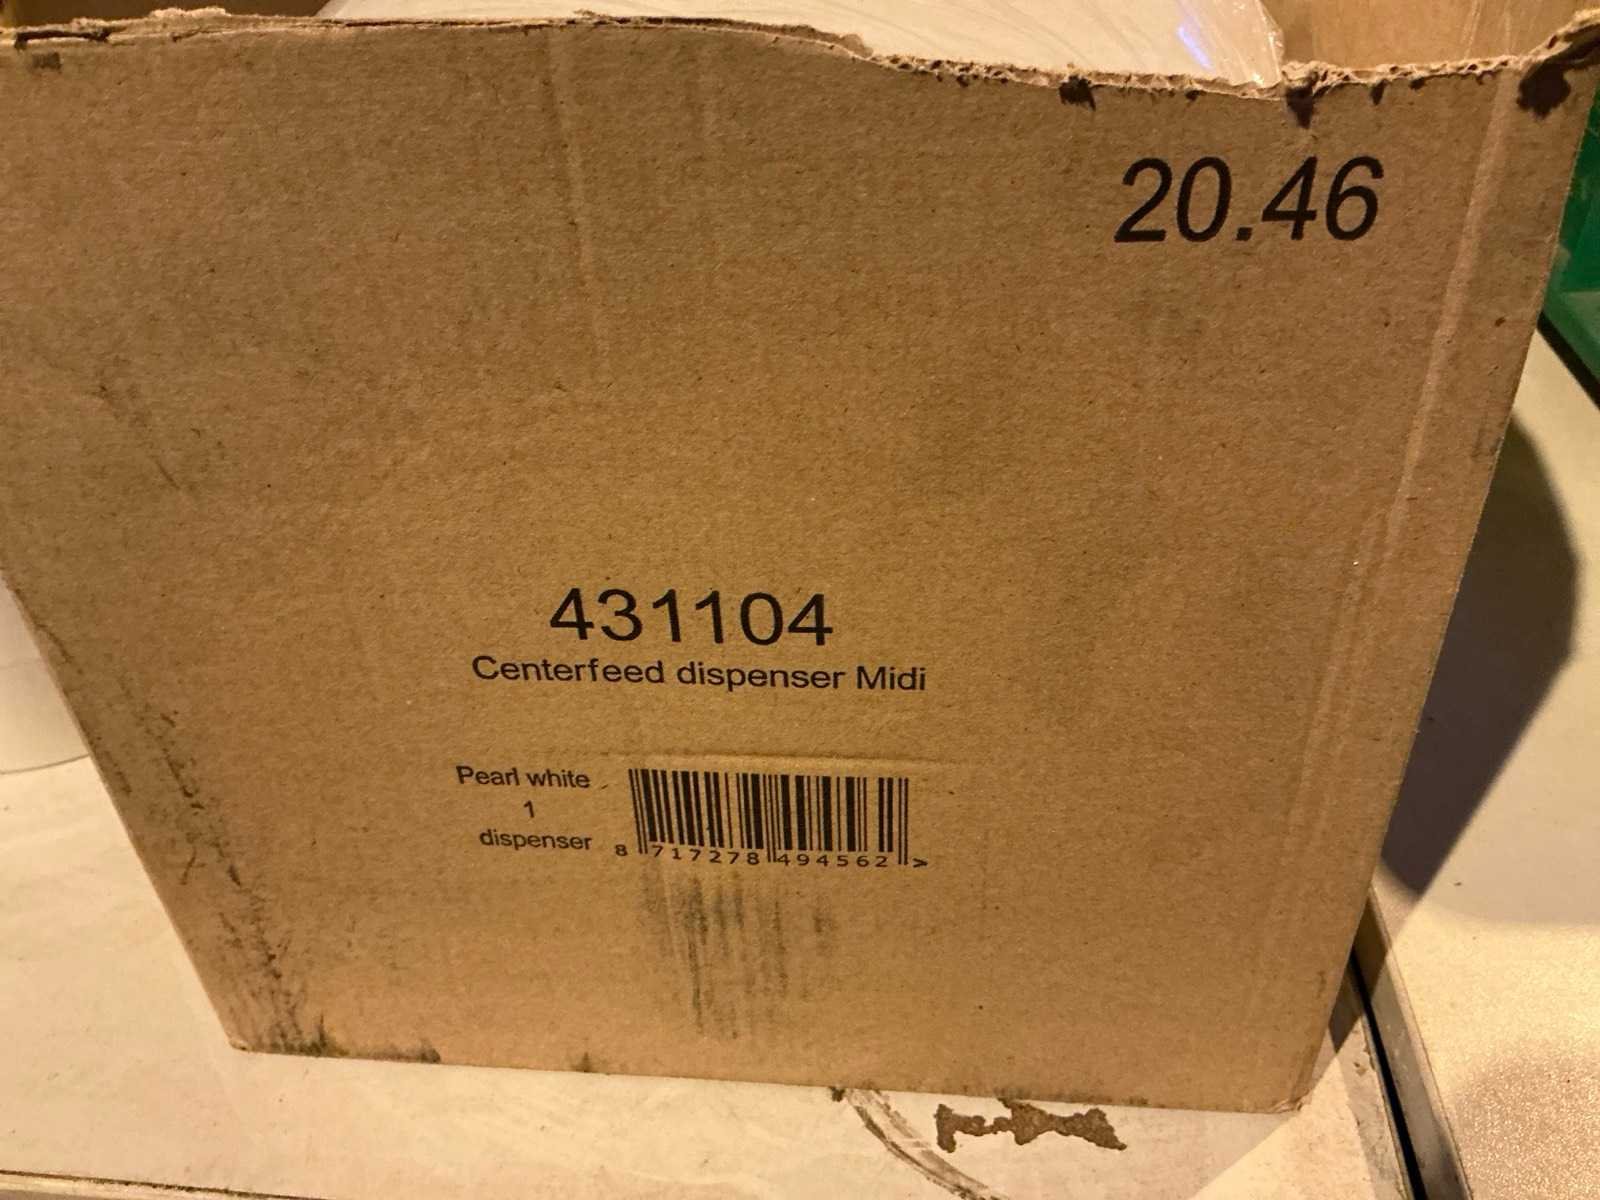 20.46
431104
Centerfeed dispenser Midi
Pearl white
1
dispenser
8 717278 494562 >